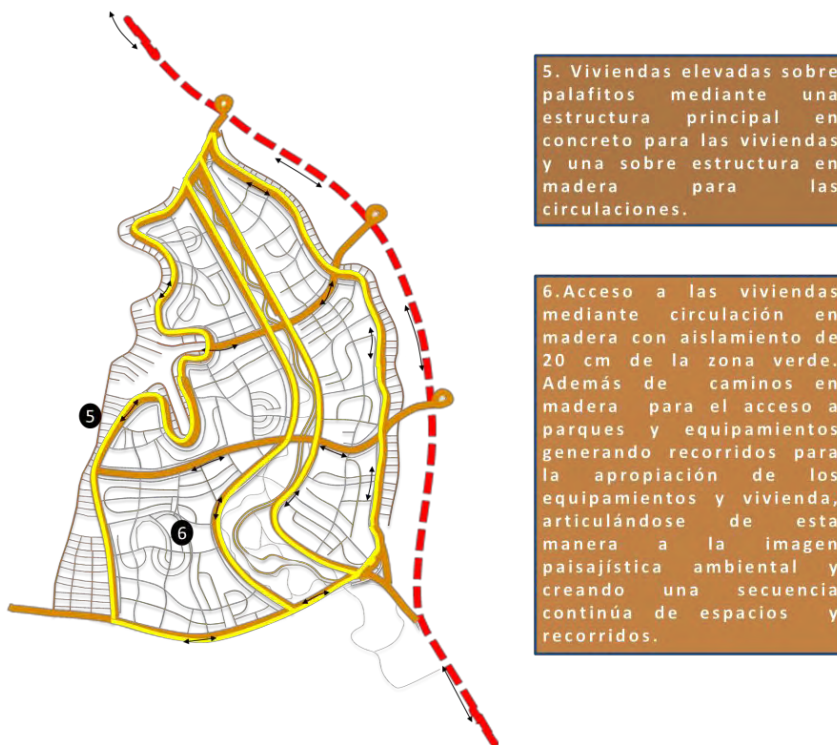 5. Viviendas elevadas sobre
palafitos mediante una
estructura principal en
concreto para las viviendas
y una sobre estructura en
madera para las
circulaciones.
6.Acceso a las viviendas
mediante circulación en
madera con aislamiento de
20 cm de la zona verde.
Además de caminos en
madera para el acceso a
parques y equipamientos
generando recorridos para
la apropiación de los
equipamientos y vivienda,
articulándose de esta
manera a la imagen
paisajística ambiental y
creando una secuencia
continúa de espacios y
recorridos.
5
6